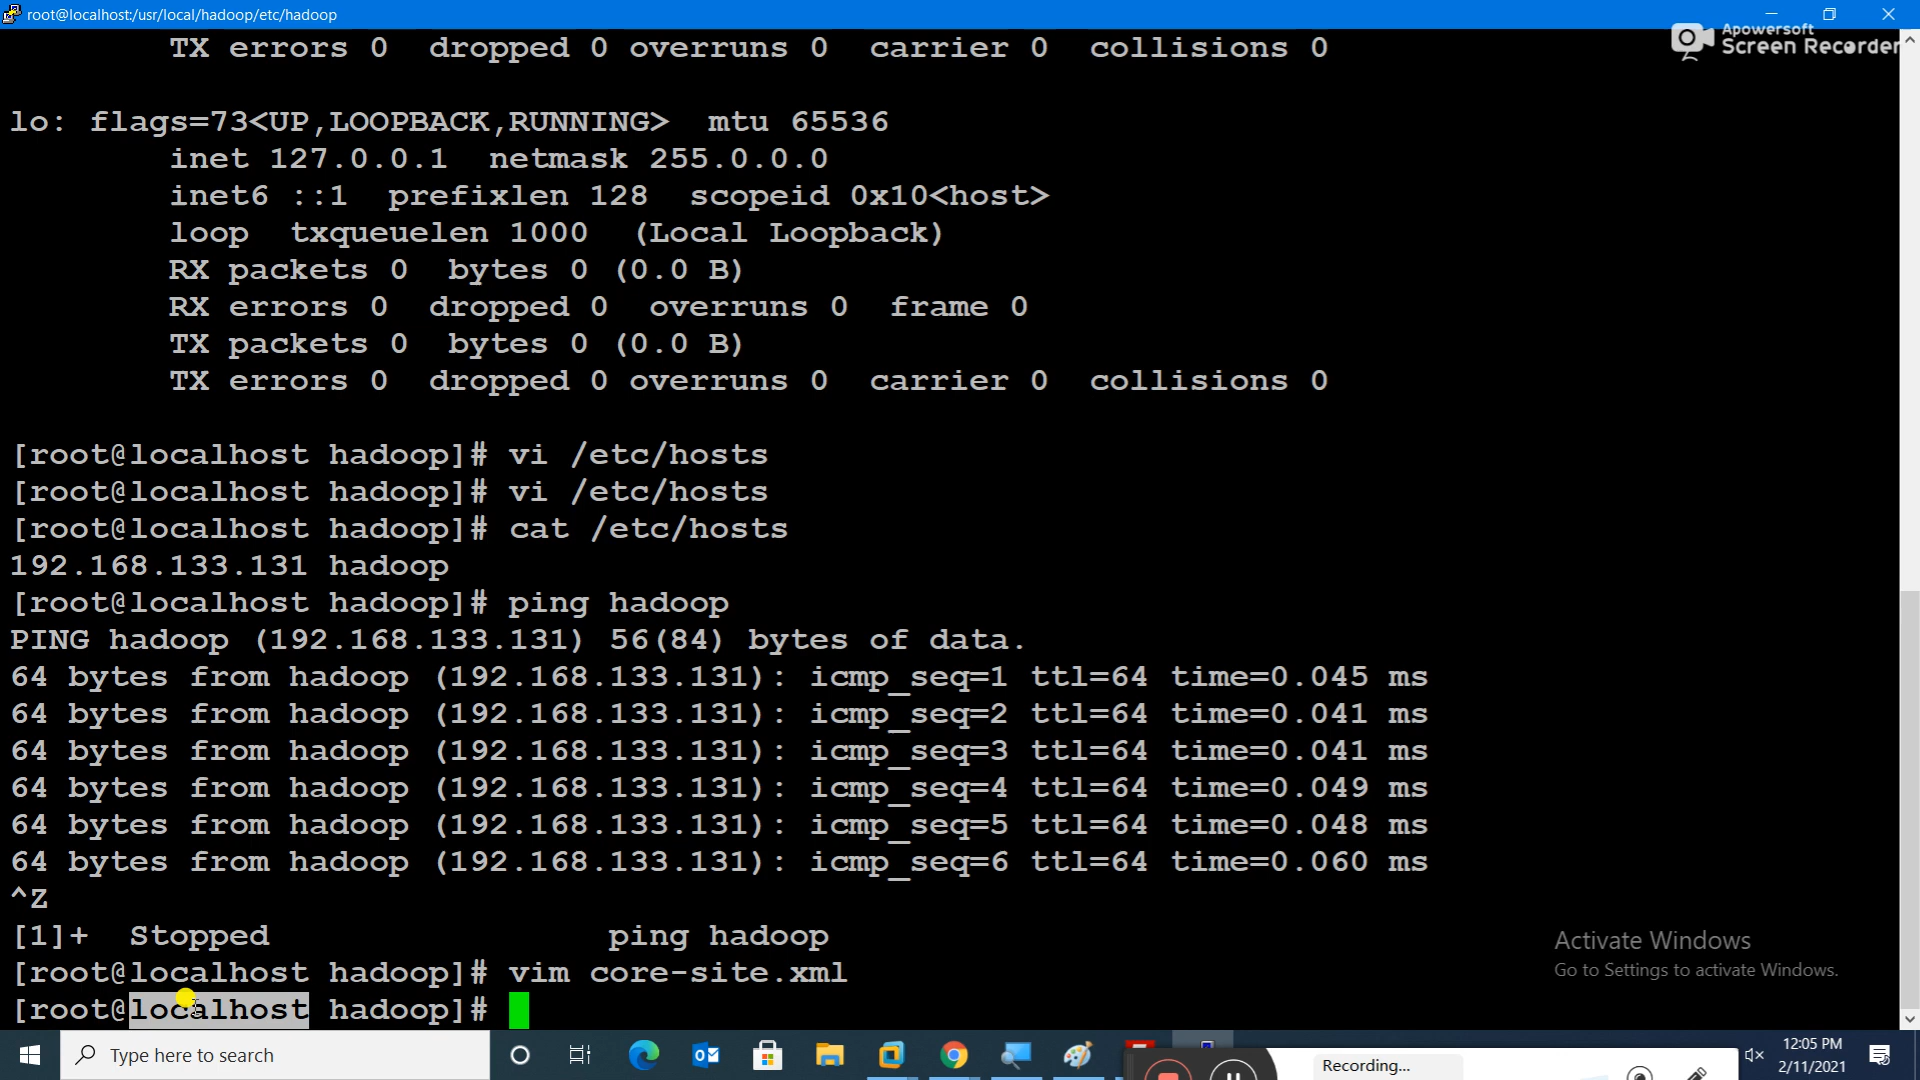 root@localhost:/usr/local/hadoop/etc/hadoop
Apowersoft
Screen Recorder
TX errors 0  dropped 0 overruns 0  carrier 0  collisions 0
lo: flags=73<UP,LOOPBACK,RUNNING>  mtu 65536
inet 127.0.0.1  netmask 255.0.0.0
inet6 ::1  prefixlen 128  scopeid 0x10<host>
loop  txqueuelen 1000  (Local Loopback)
RX packets 0  bytes 0 (0.0 B)
RX errors 0  dropped 0  overruns 0  frame 0
TX packets 0  bytes 0 (0.0 B)
TX errors 0  dropped 0 overruns 0  carrier 0  collisions 0
[root@localhost hadoop]# vi /etc/hosts
[root@localhost hadoop]# vi /etc/hosts
[root@localhost hadoop]# cat /etc/hosts
192.168.133.131 hadoop
[root@localhost hadoop]# ping hadoop
PING hadoop (192.168.133.131) 56(84) bytes of data.
64 bytes from hadoop (192.168.133.131): icmp_seq=1 ttl=64 time=0.045 ms
64 bytes from hadoop (192.168.133.131): icmp_seq=2 ttl=64 time=0.041 ms
64 bytes from hadoop (192.168.133.131): icmp_seq=3 ttl=64 time=0.041 ms
64 bytes from hadoop (192.168.133.131): icmp_seq=4 ttl=64 time=0.049 ms
64 bytes from hadoop (192.168.133.131): icmp_seq=5 ttl=64 time=0.048 ms
64 bytes from hadoop (192.168.133.131): icmp_seq=6 ttl=64 time=0.060 ms
^Z
[1]+  Stopped                 ping hadoop
[root@localhost hadoop]# vim core-site.xml
[root@localhost hadoop]#
Activate Windows
Go to Settings to activate Windows.
Type here to search
Recording...
12:05 PM
2/11/2021